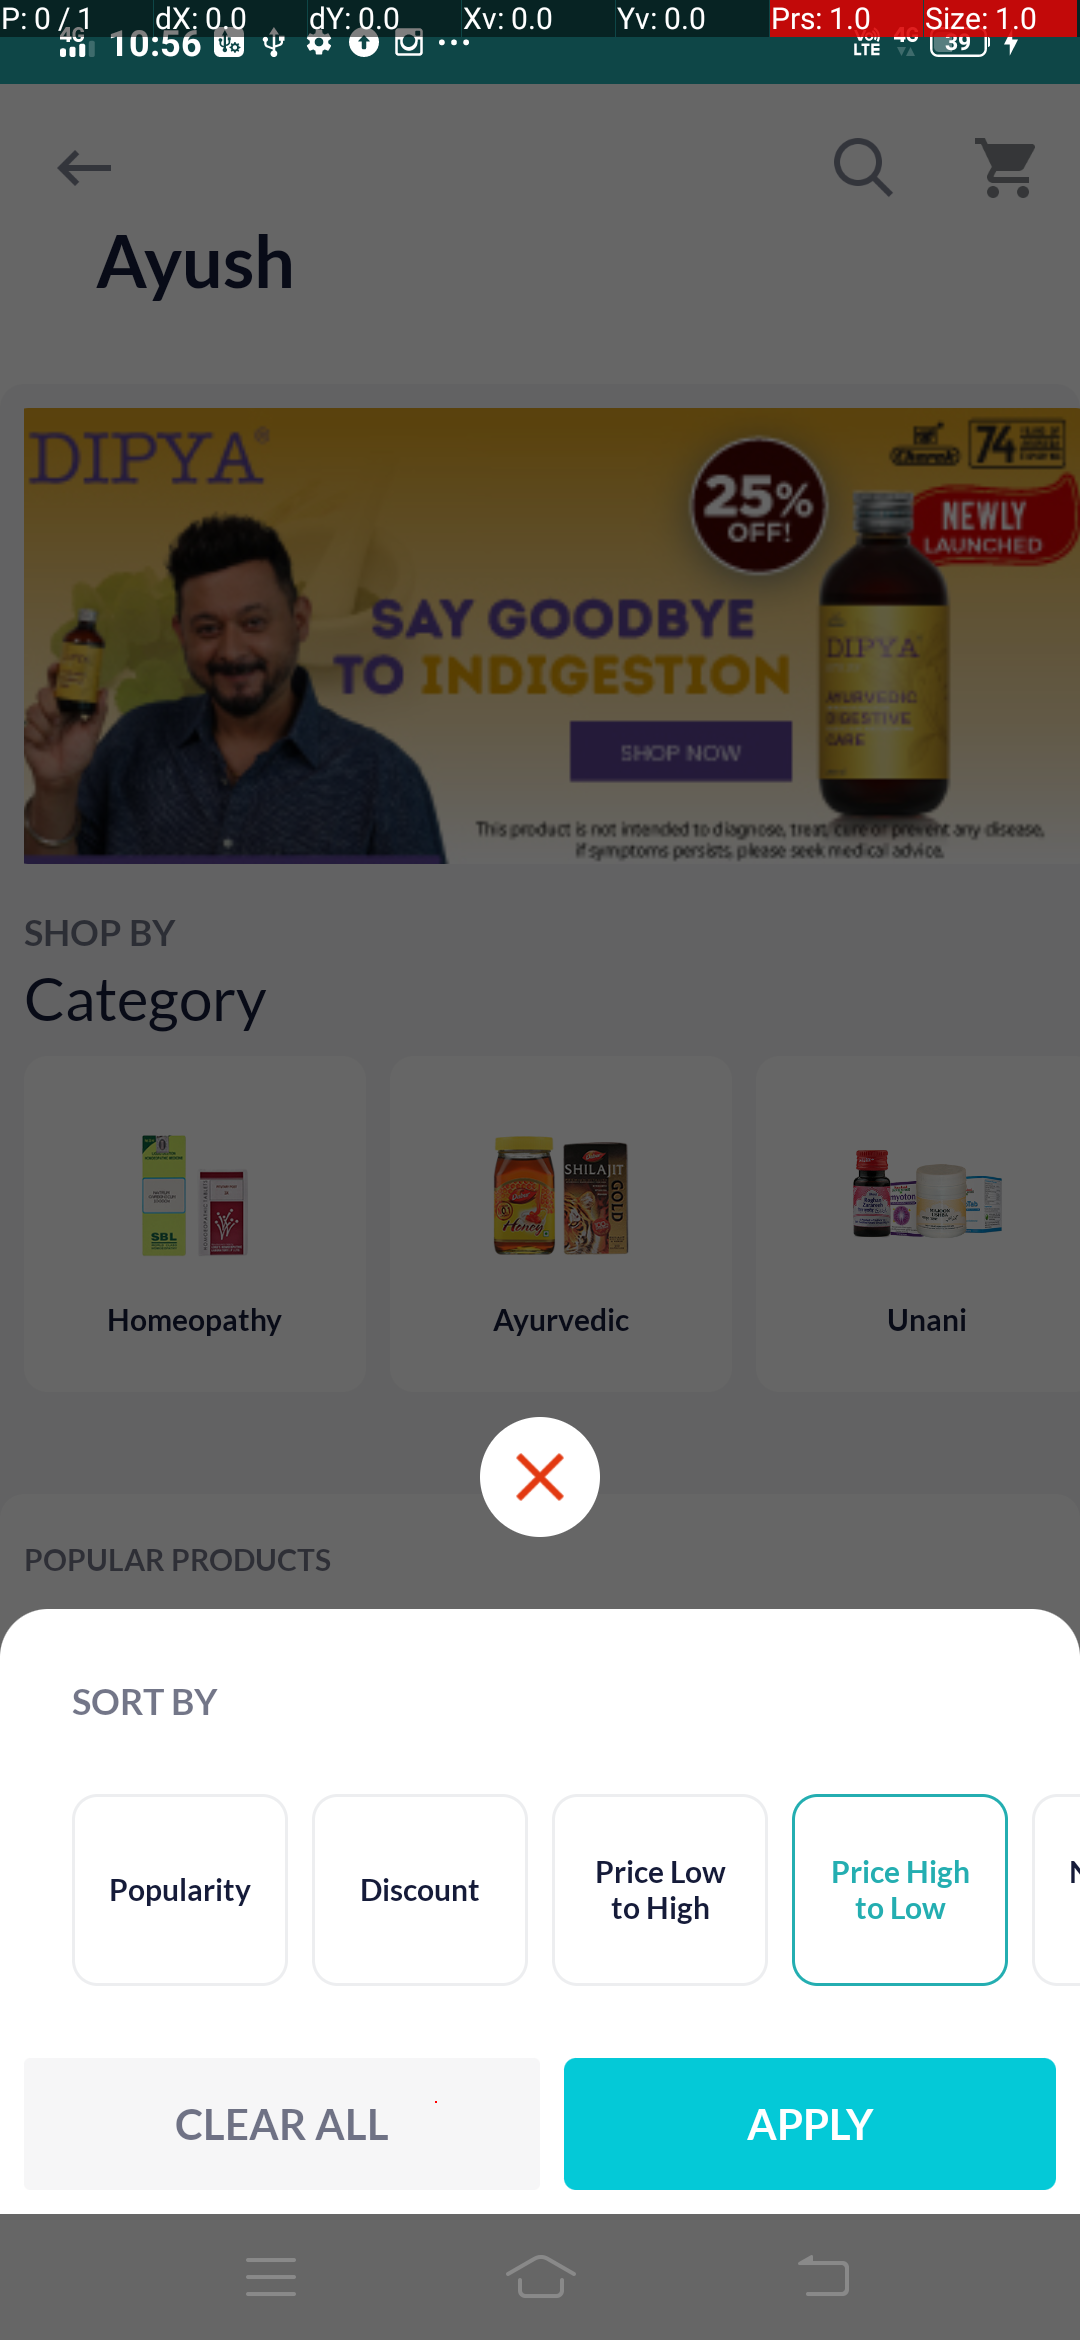 P: 0 / 1 dX: 0.0 dY: 0.0 Xv: 0.0 Yv: 0.0 Prs: 1.0 Size: 1.0
4G 10:56 LTE 4G 39
Ayush
DIPYA®
25%
OFF!
Charak 74
NEWLY
LAUNCHED
SAY GOODBYE
TO INDIGESTION
SHOP NOW
DIPYA
AYURVEDIC
DIGESTIVE
CARE
This product is not intended to diagnose, treat, cure or prevent any disease,
if symptoms persists, please seek medical advice.
SHOP BY
Category
SBL
Dabur
Honey
SHILAJIT
GOLD
Homeopathy
Ayurvedic
Unani
POPULAR PRODUCTS
SORT BY
Popularity
Discount
Price Low
to High
Price High
to Low
CLEAR ALL
APPLY